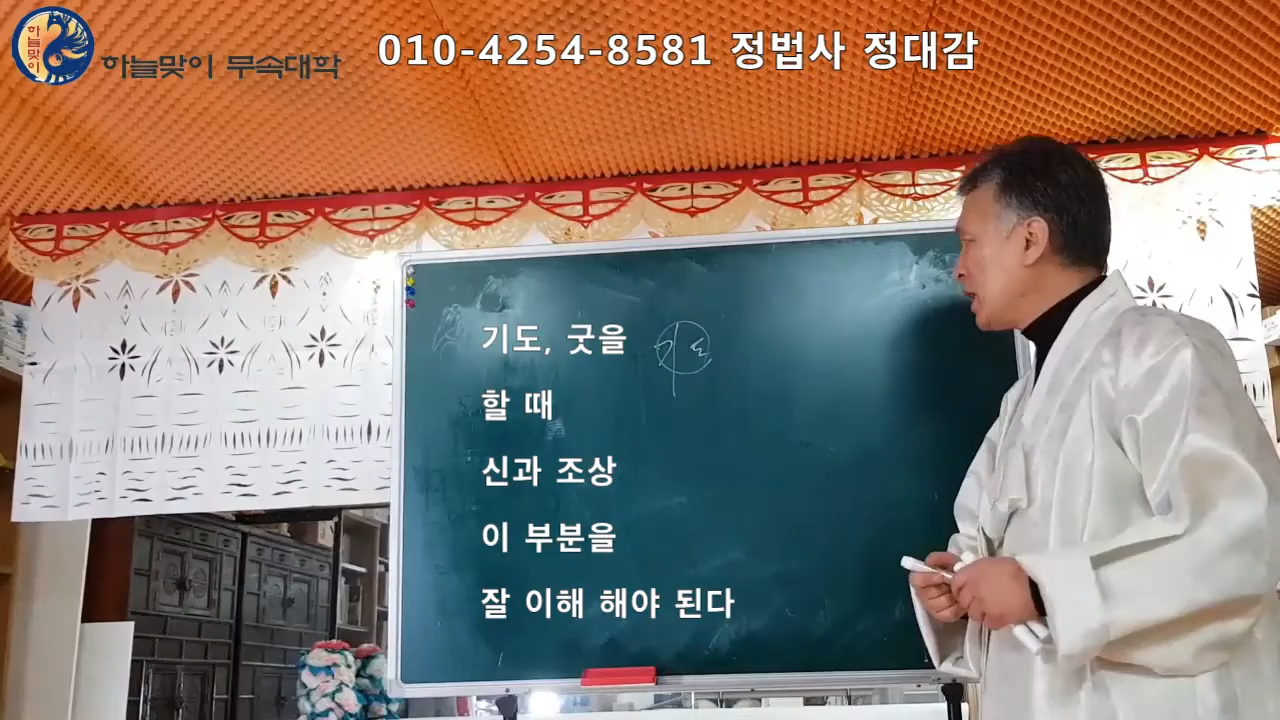 하늘맞이
하늘맞이 무속대학
010-4254-8581 정법사 정대감
기도, 굿을
기도
할 때
신과 조상
이 부분을
잘 이해 해야 된다